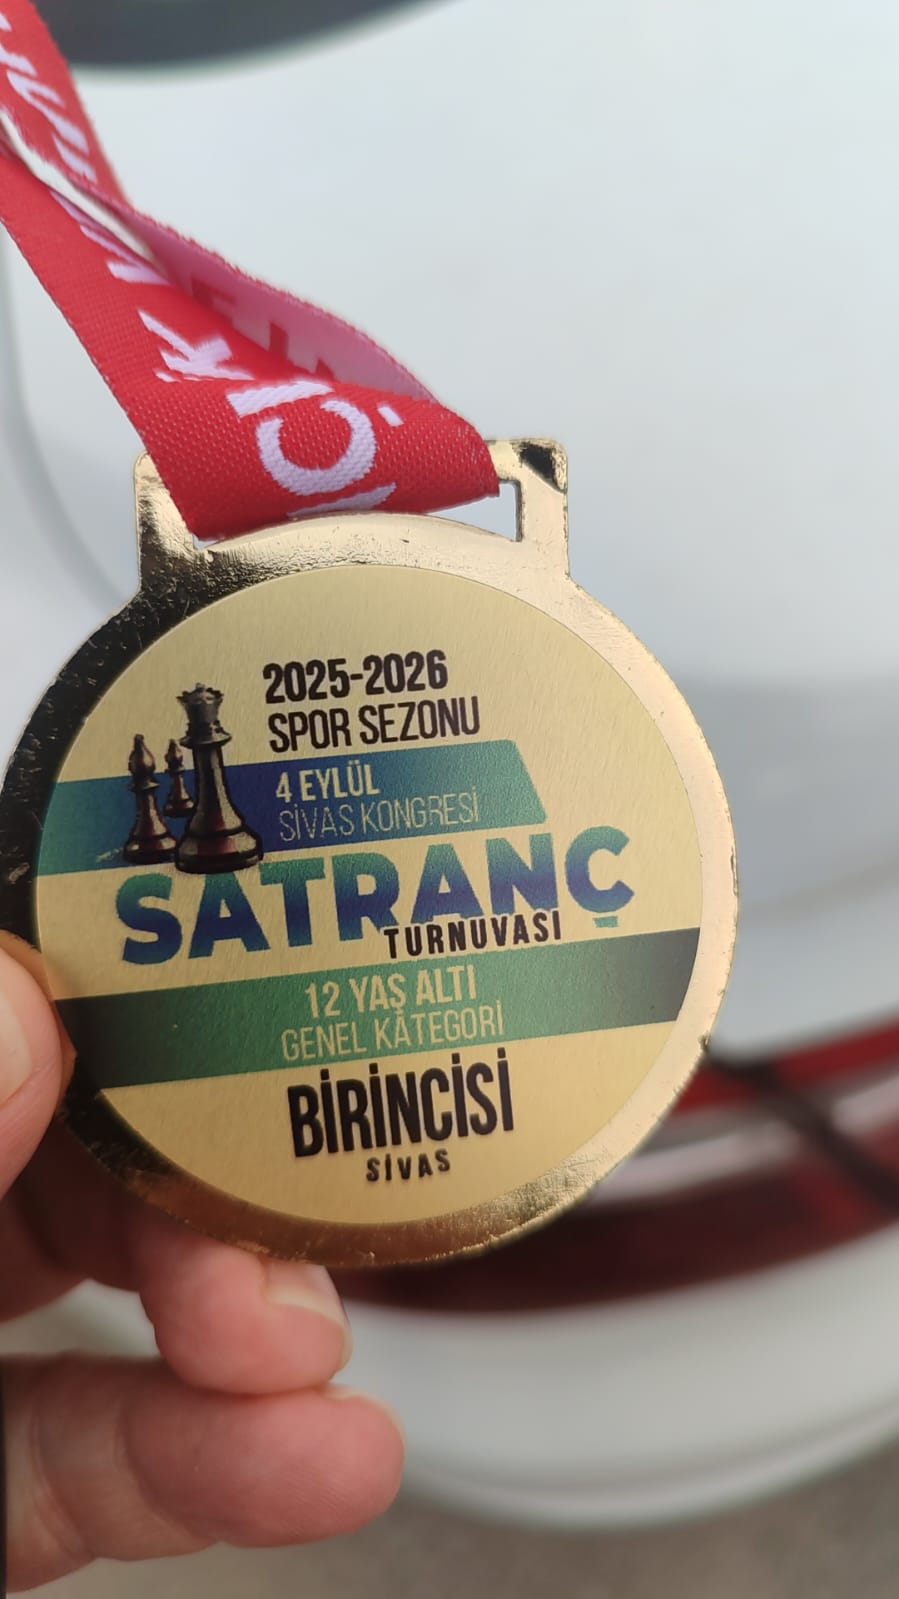 2025-2026
SPOR SEZONU
4 EYLÜL
SİVAS KONGRESİ
SATRANÇ
TURNUVASI
12 YAŞ ALTI
GENEL KATEGORİ
BİRİNCİSİ
SİVAS